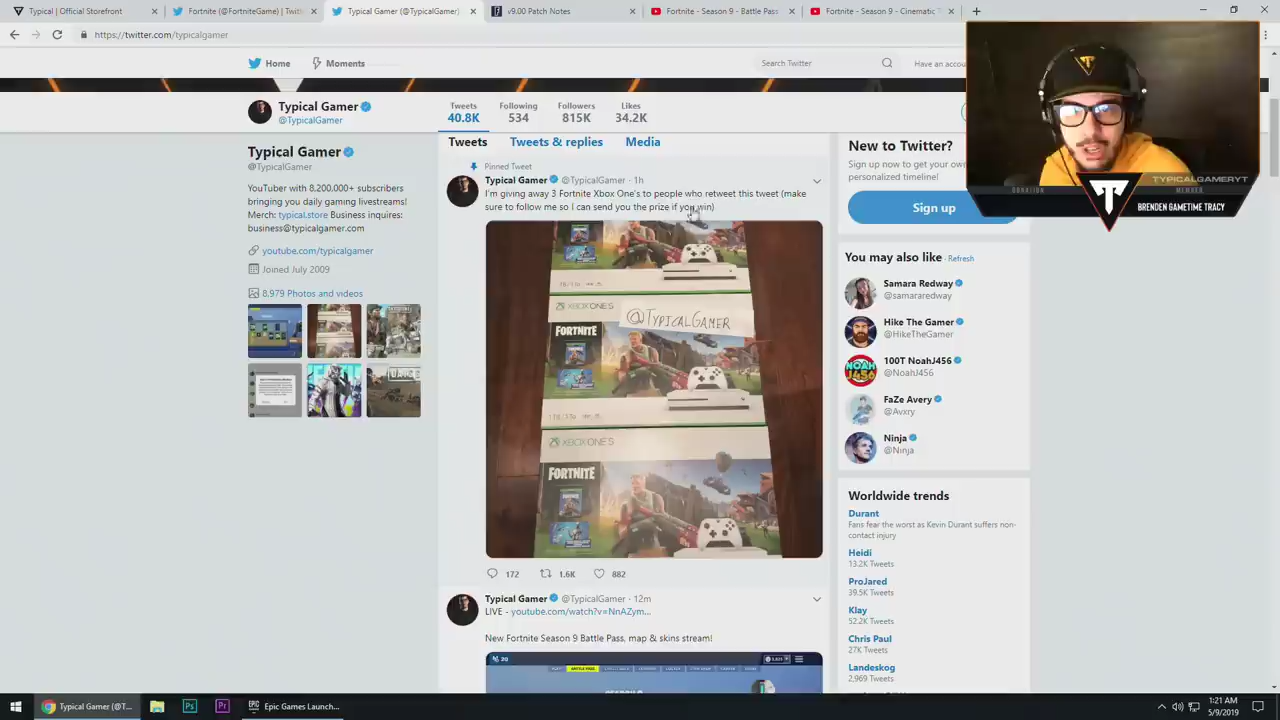 Typical | Official Storefront
Fortnite (@FortniteGame) | Twitt
Typical Gamer (@TypicalGamer)
v9.00 Patch Notes
Fortnite - Season 9 - Battle Pass
Fortnite - Season 9 - Cinematic T
https://twitter.com/typicalgamer
Home
Moments
Search Twitter
Have an accou
Typical Gamer
@TypicalGamer
Tweets
40.8K
Following
534
Followers
815K
Likes
34.2K
Typical Gamer
@TypicalGamer
YouTuber with 8,200,000+ subscribers
bringing you daily gaming livestreams!
Merch: typical.store Business inquires:
business@typicalgamer.com
youtube.com/typicalgamer
Joined July 2009
8,979 Photos and videos
Tweets
Tweets & replies
Media
Pinned Tweet
Typical Gamer @TypicalGamer · 1h
I'm giving away 3 Fortnite Xbox One's to people who retweet this tweet (make
sure to follow me so I can send you the prize if you win)
XBOX ONE S
@TYPICALGAMER
FORTNITE
XBOX ONE S
FORTNITE
172
1.6K
882
Typical Gamer @TypicalGamer · 12m
LIVE - youtube.com/watch?v=NnAZym...
New Fortnite Season 9 Battle Pass, map & skins stream!
New to Twitter?
Sign up now to get your own
personalized timeline!
Sign up
You may also like · Refresh
Samara Redway
@samararedway
Hike The Gamer
@HikeTheGamer
NOAH
J456
100T NoahJ456
@NoahJ456
FaZe Avery
@Avxry
Ninja
@Ninja
Worldwide trends
Durant
Fans fear the worst as Kevin Durant suffers non-
contact injury
Heidi
13.2K Tweets
ProJared
39.5K Tweets
Klay
52.2K Tweets
Chris Paul
27K Tweets
Landeskog
2,969 Tweets
TYPICALGAMERYT
DONATION
MEMBER
BRENDEN GAMETIME TRACY
Typical Gamer (@T...
Ps
Pr
Epic Games Launch...
1:21 AM
5/9/2019